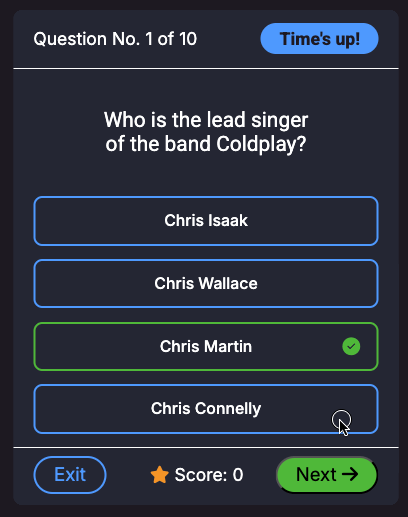 Question No. 1 of 10
Time's up!
Who is the lead singer
of the band Coldplay?
Chris Isaak
Chris Wallace
Chris Martin
Chris Connelly
Exit
Score: 0
Next